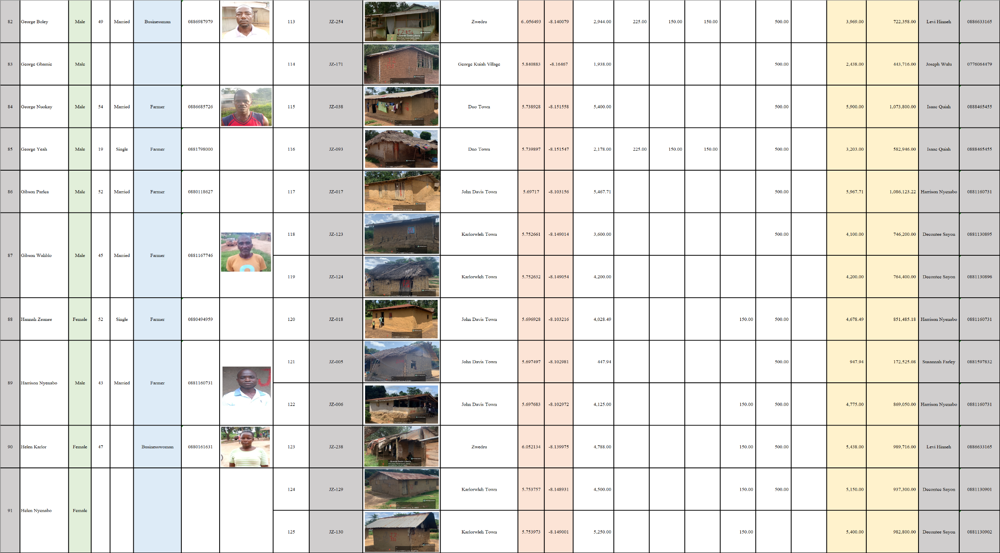 82 George Boley Male 49 Married Businessman 0886987979 113 JZ-254 Zwedru 6..056493 -8.140079 2,944.00 225.00 150.00 150.00 500.00 3,969.00 722,358.00 Levi Hinneh 0886633165
JZ-254
Grande Gedeh,Liberia
83 George Gbamie Male 114 JZ-171 George Kuiah Village 5.840883 -8.16467 1,938.00 500.00 2,438.00 443,716.00 Joseph Wulu 0776064479
84 George Nuokay Male 54 Married Farmer 0886685726 115 JZ-038 Duo Town 5.738928 -8.151558 5,400.00 500.00 5,900.00 1,073,800.00 Isaac Quiah 0888465455
85 George Yeah Male 19 Single Farmer 0881798000 116 JZ-093 Duo Town 5.739897 -8.151547 2,178.00 225.00 150.00 150.00 500.00 3,203.00 582,946.00 Isaac Quiah 0888465455
86 Gibson Parlea Male 52 Married Farmer 0880118627 117 JZ-017 John Davis Town 5.69717 -8.103156 5,467.71 500.00 5,967.71 1,086,123.22 Harrison Nyenabo 0881160731
87 Gibson Wahblo Male 45 Married Farmer 0881167746 118 JZ-123 Karlorwleh Town 5.752661 -8.149014 3,600.00 500.00 4,100.00 746,200.00 Decontee Sayon 0881130895
119 JZ-124 Karlorwleh Town 5.752632 -8.149054 4,200.00 4,200.00 764,400.00 Decontee Sayon 0881130896
88 Hannah Zeanee Female 52 Single Farmer 0880494959 120 JZ-018 John Davis Town 5.696928 -8.103216 4,028.49 150.00 500.00 4,678.49 851,485.18 Harrison Nyenabo 0881160731
89 Harrison Nyenabo Male 43 Married Farmer 0881160731 121 JZ-005 John Davis Town 5.697497 -8.102981 447.94 500.00 947.94 172,525.08 Susannah Farley 0881597832
122 JZ-006 John Davis Town 5.697683 -8.102972 4,125.00 150.00 500.00 4,775.00 869,050.00 Harrison Nyenabo 0881160731
90 Helen Karlor Female 47 Businesswoman 0880161631 123 JZ-238 Zwedru 6.052134 -8.139975 4,788.00 150.00 500.00 5,438.00 989,716.00 Levi Hinneh 0886633165
Grande Gedeh,Liberia
91 Helen Nyenabo Female 124 JZ-129 Karlorwleh Town 5.753757 -8.148931 4,500.00 150.00 500.00 5,150.00 937,300.00 Decontee Sayon 0881130901
125 JZ-130 Karlorwleh Town 5.753973 -8.149001 5,250.00 150.00 5,400.00 982,800.00 Decontee Sayon 0881130902
JZ
130